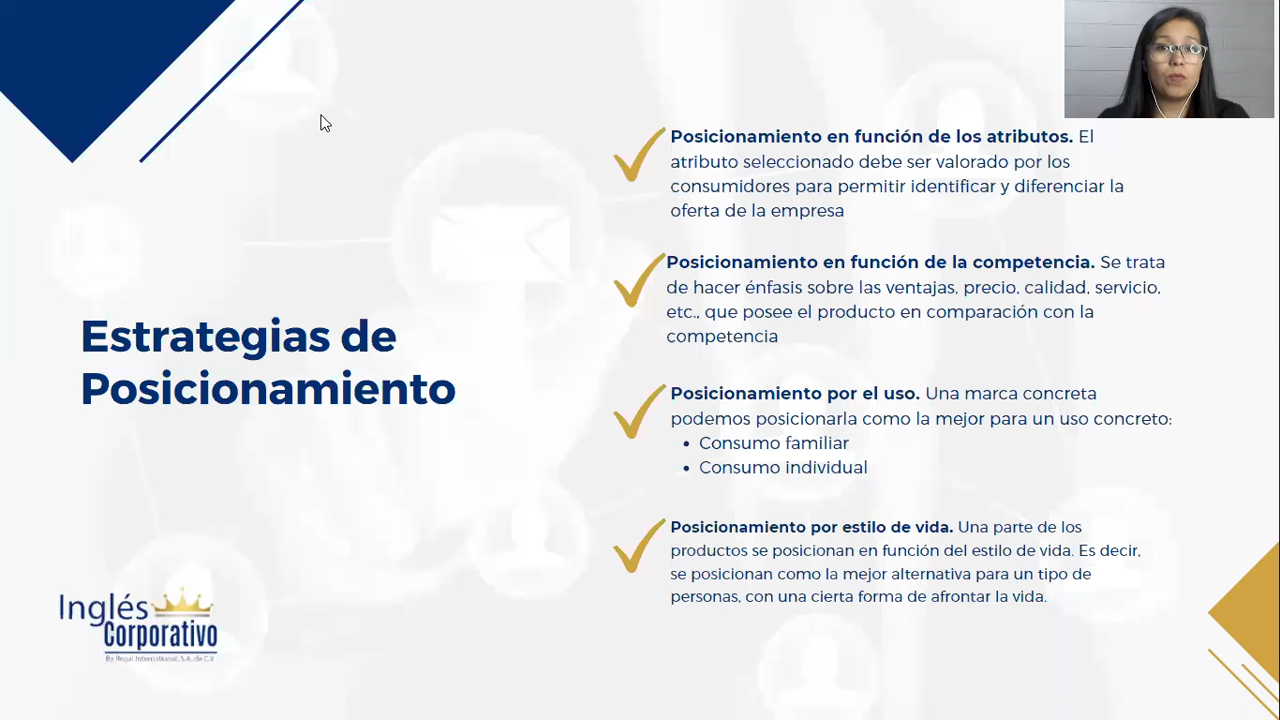 Estrategias de
Posicionamiento
Posicionamiento en función de los atributos. El
atributo seleccionado debe ser valorado por los
consumidores para permitir identificar y diferenciar la
oferta de la empresa
Posicionamiento en función de la competencia. Se trata
de hacer énfasis sobre las ventajas, precio, calidad, servicio,
etc., que posee el producto en comparación con la
competencia
Posicionamiento por el uso. Una marca concreta
podemos posicionarla como la mejor para un uso concreto:
• Consumo familiar
• Consumo individual
Posicionamiento por estilo de vida. Una parte de los
productos se posicionan en función del estilo de vida. Es decir,
se posicionan como la mejor alternativa para un tipo de
personas, con una cierta forma de afrontar la vida.
Inglés
Corporativo
By Regal International, S.A. de C.V